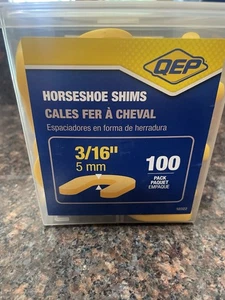 QEP
HORSESHOE SHIMS
CALES FER À CHEVAL
Espaciadores en forma de herradura
3/16"
5 mm
100
PACK
PAQUET
EMPAQUE